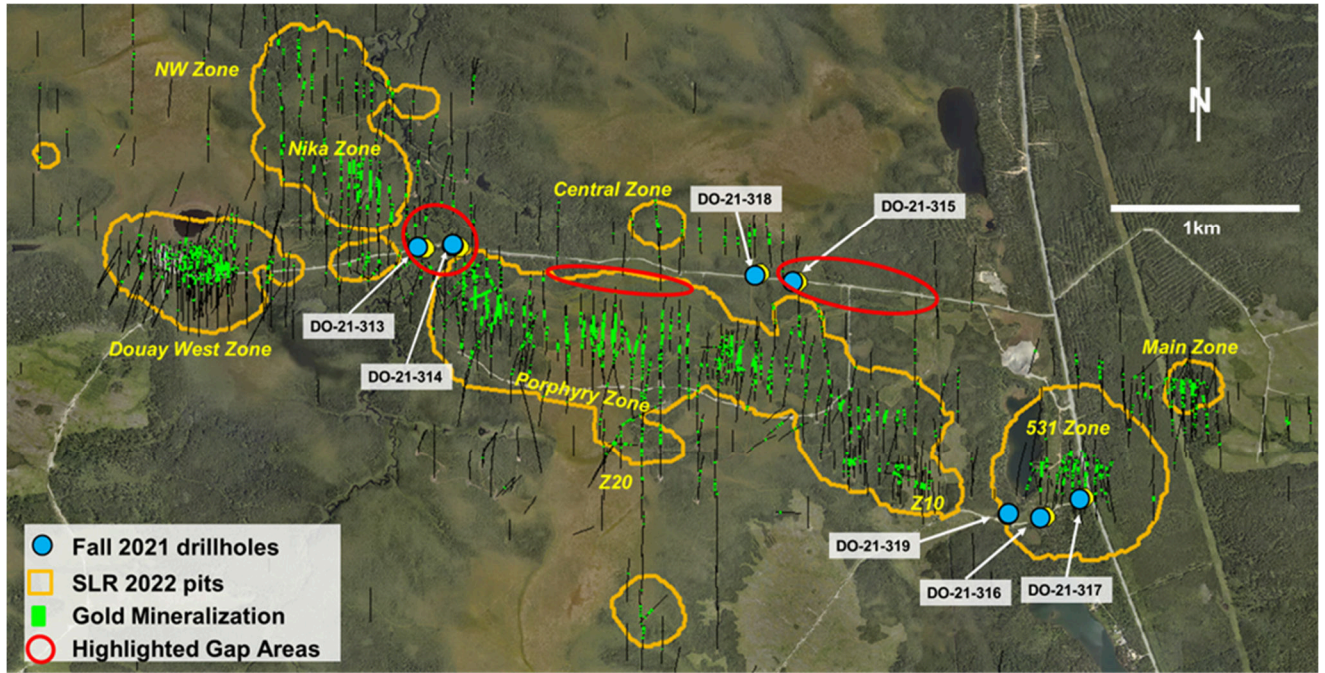 NW Zone
N
Nika Zone
Central Zone
DO-21-318
DO-21-315
1km
DO-21-313
Douay West Zone
DO-21-314
Main Zone
Porphyry Zone
531 Zone
Z20
Z10
DO-21-319
DO-21-316
DO-21-317
Fall 2021 drillholes
SLR 2022 pits
Gold Mineralization
Highlighted Gap Areas